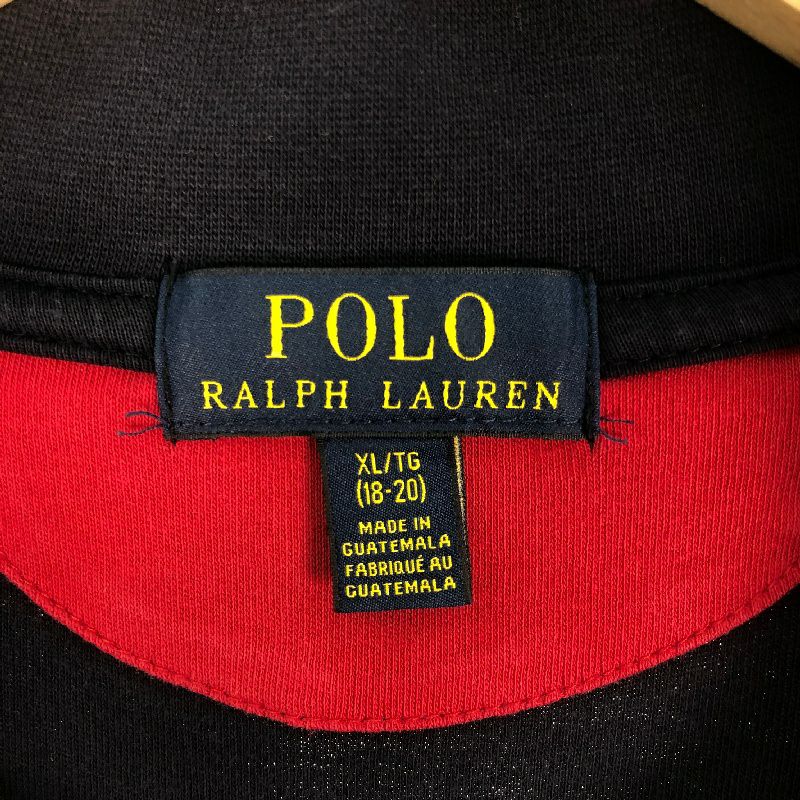 POLO
RALPH LAUREN
XL/TG
(18-20)
MADE IN
GUATEMALA
FABRIQUÉ AU
GUATEMALA